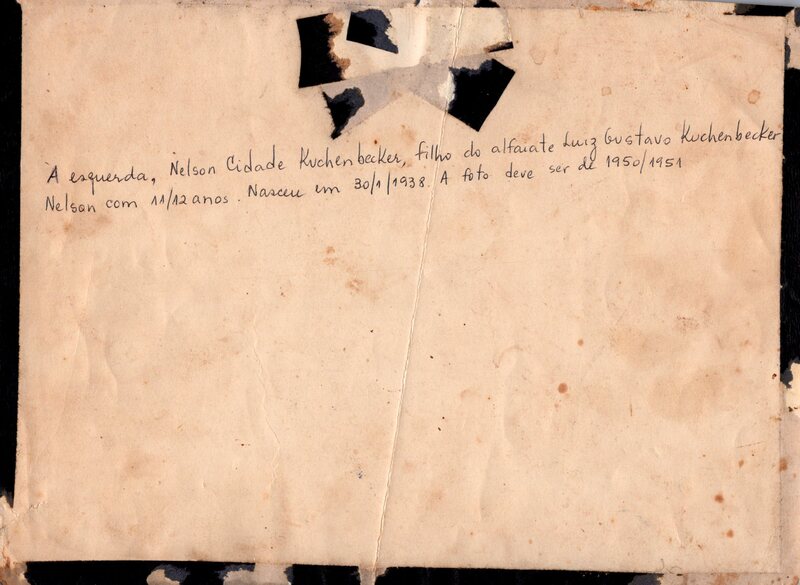 À esquerda, Nelson Cidade Kuchenbecker, filho do alfaiate Luiz Gustavo Kuchenbecker
Nelson com 11/12 anos. Nasceu em 30/1/1938. A foto deve ser de 1950/1951